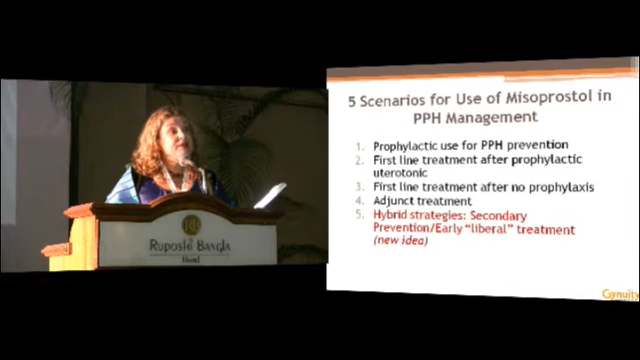 RB
RUPOSHI BANGLA
Hotel
5 Scenarios for Use of Misoprostol in
PPH Management
1. Prophylactic use for PPH prevention
2. First line treatment after prophylactic
uterotonic
3. First line treatment after no prophylaxis
4. Adjunct treatment
5. Hybrid strategies: Secondary
Prevention/Early “liberal” treatment
(new idea)
Gynuity